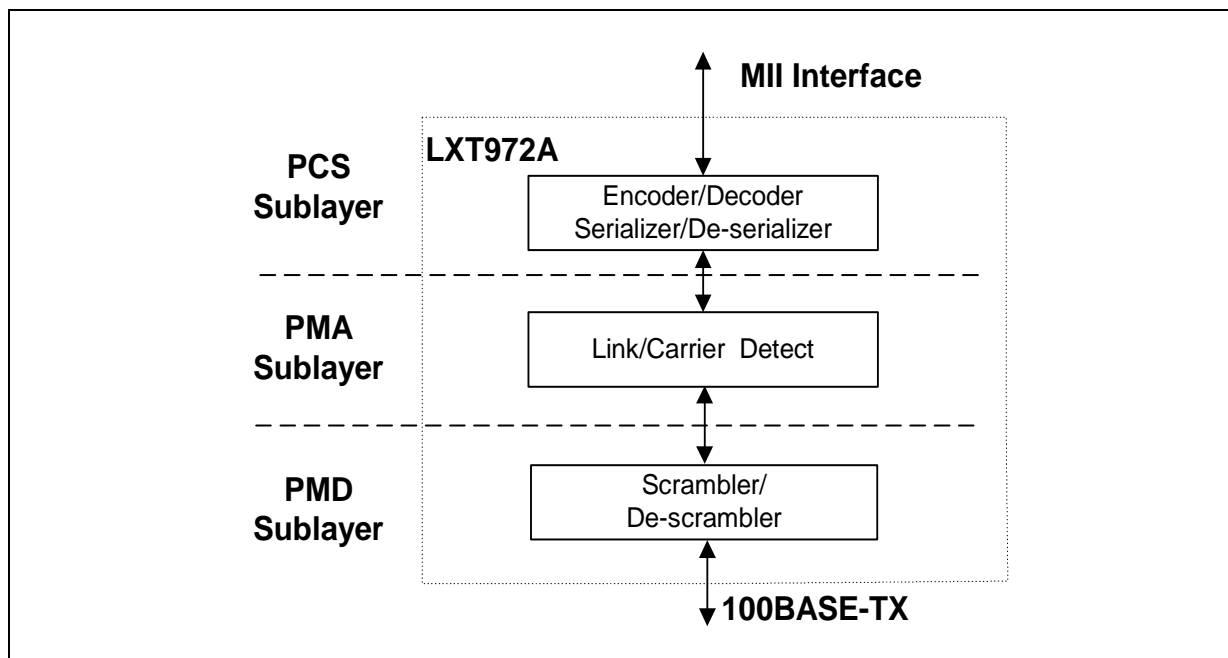 MII Interface
LXT972A
PCS
Sublayer
Encoder/Decoder
Serializer/De-serializer
PMA
Sublayer
Link/Carrier Detect
PMD
Sublayer
Scrambler/
De-scrambler
100BASE-TX